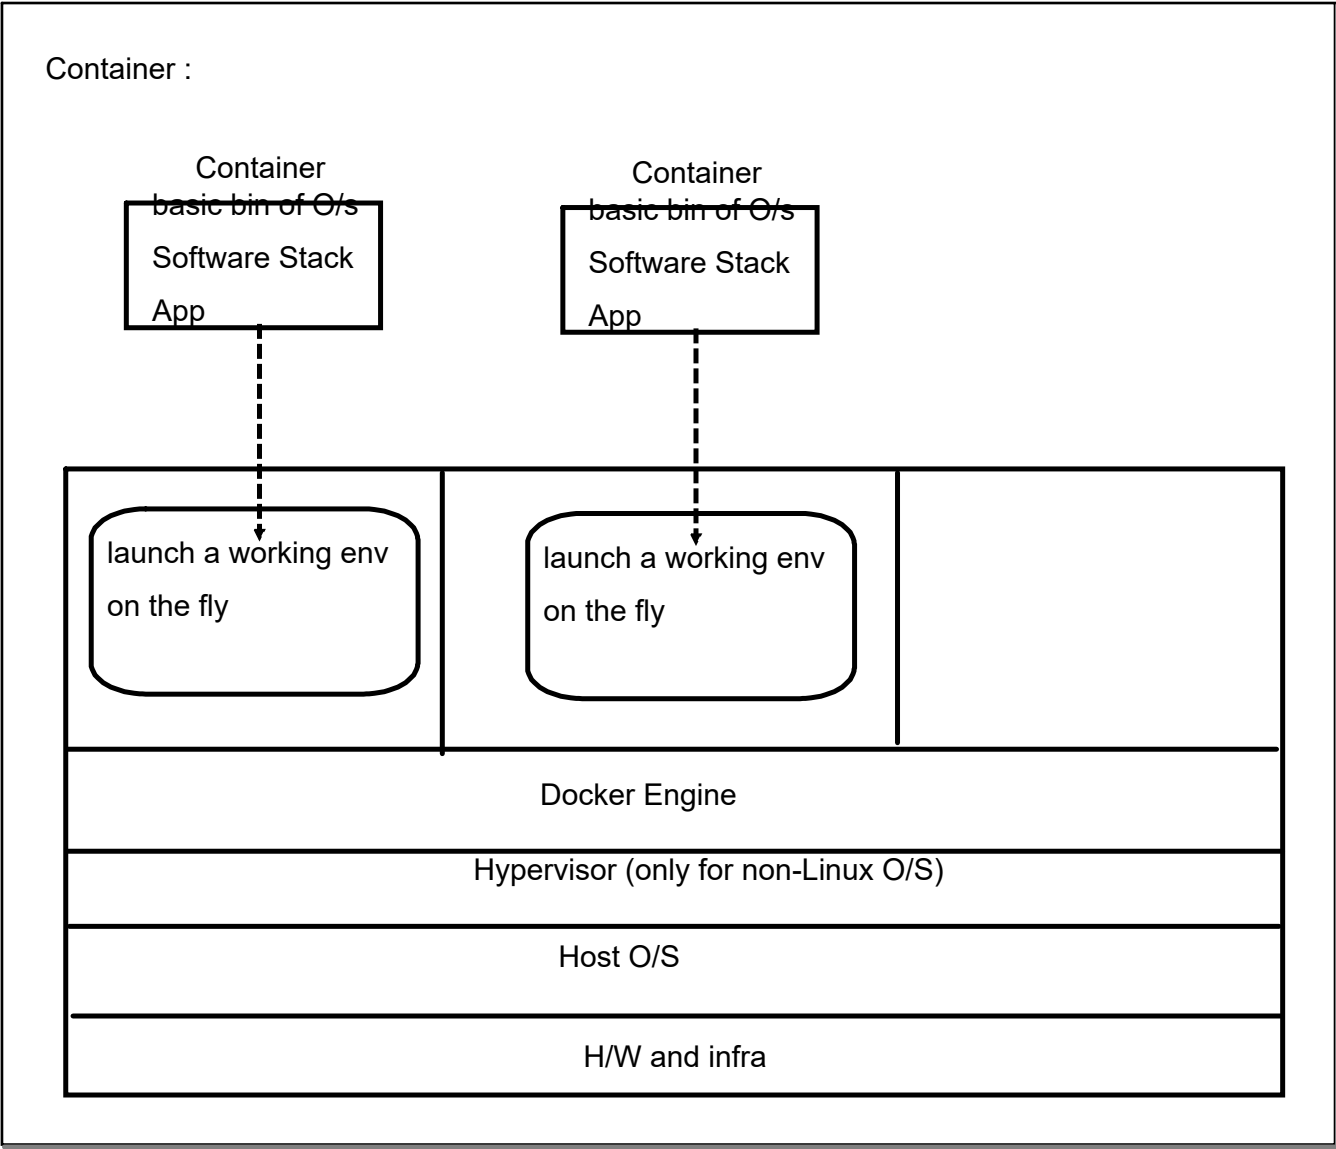 Container :
Container
basic bin of O/s
Software Stack
App
Container
basic bin of O/s
Software Stack
App
launch a working env
on the fly
launch a working env
on the fly
Docker Engine
Hypervisor (only for non-Linux O/S)
Host O/S
H/W and infra